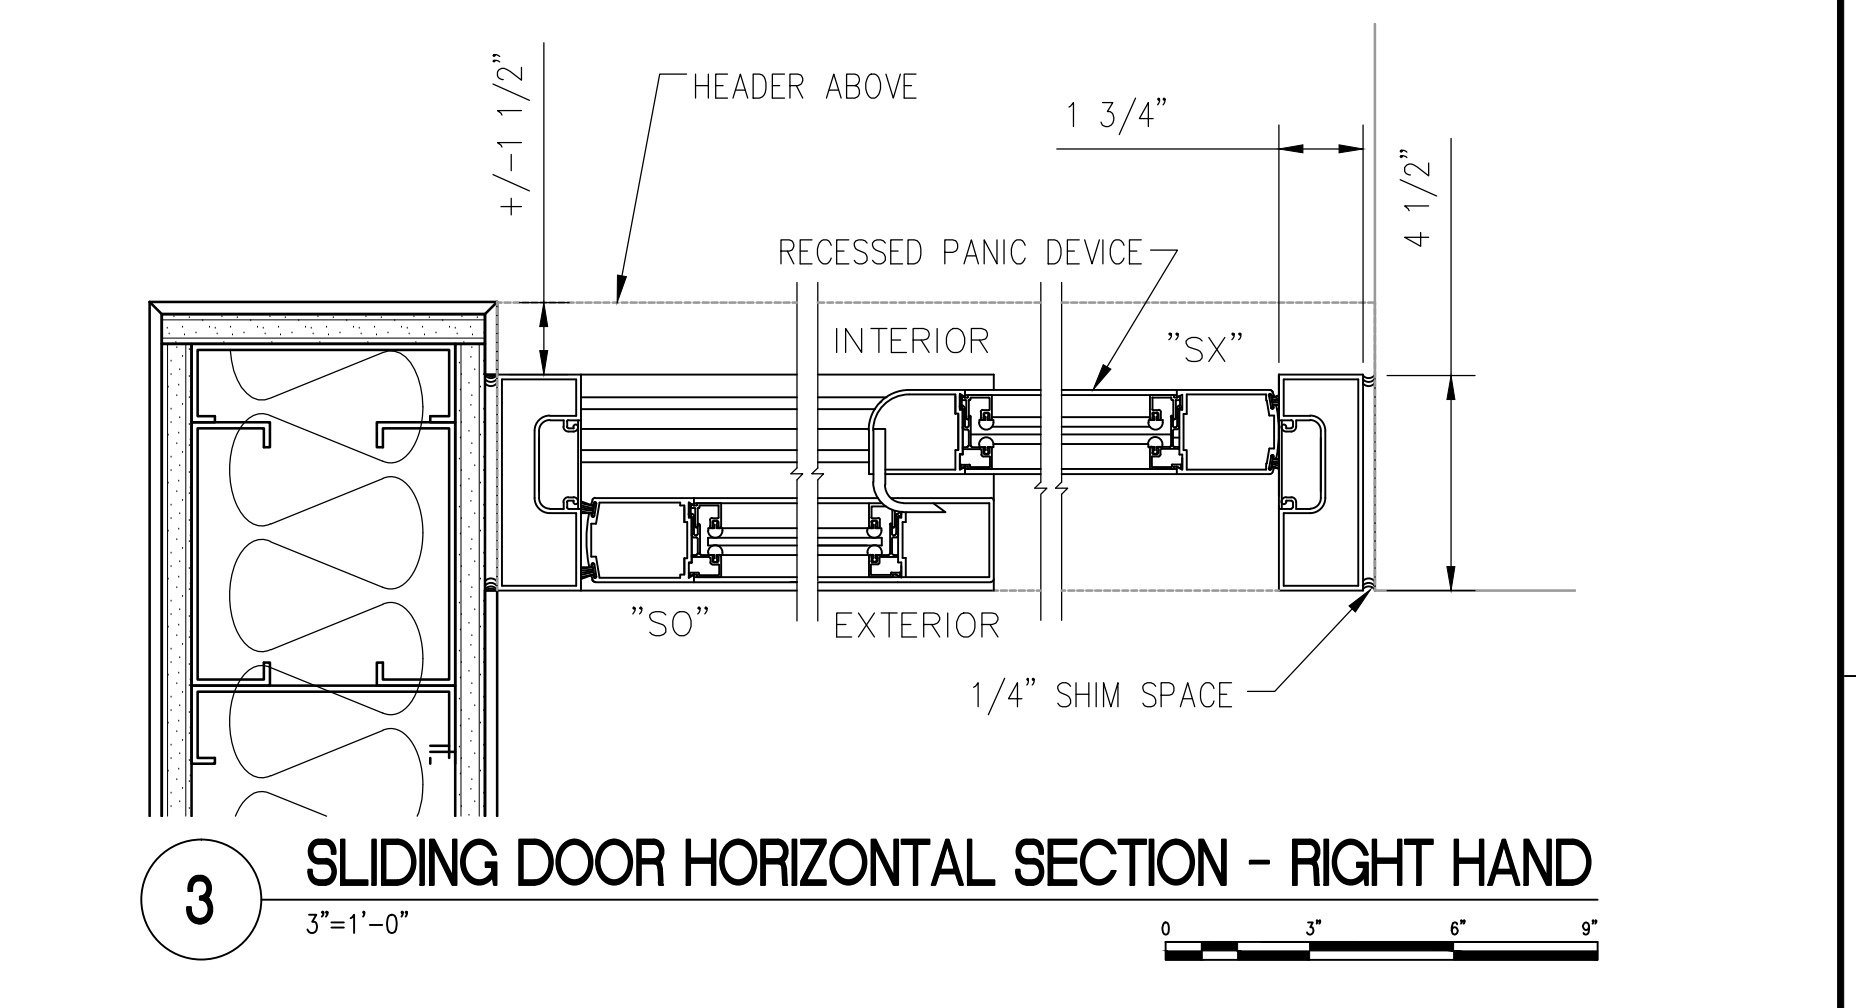 +/-1 1/2”
HEADER ABOVE
1 3/4”
4 1/2”
RECESSED PANIC DEVICE
INTERIOR
”SX”
”SO”
EXTERIOR
1/4” SHIM SPACE
3
SLIDING DOOR HORIZONTAL SECTION - RIGHT HAND
3”=1’-0”
0 3” 6” 9”